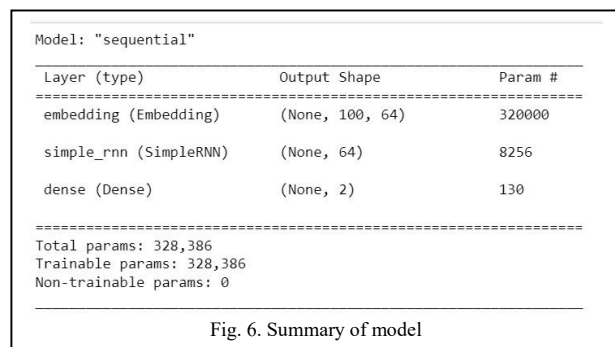 Model: "sequential"
Layer (type) Output Shape Param #
embedding (Embedding) (None, 100, 64) 320000
simple_rnn (SimpleRNN) (None, 64) 8256
dense (Dense) (None, 2) 130
Total params: 328,386
Trainable params: 328,386
Non-trainable params: 0
Fig. 6. Summary of model